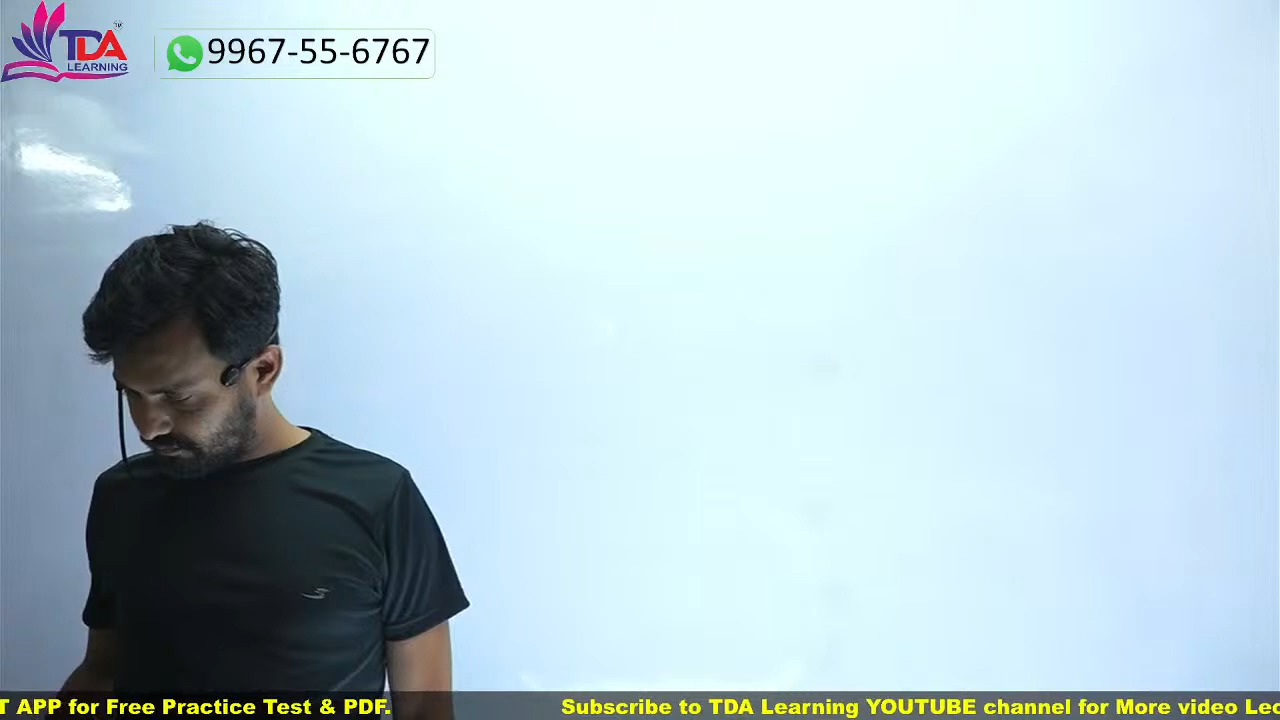 TDA
LEARNING
9967-55-6767
T APP for Free Practice Test & PDF. Subscribe to TDA Learning YOUTUBE channel for More video Lec